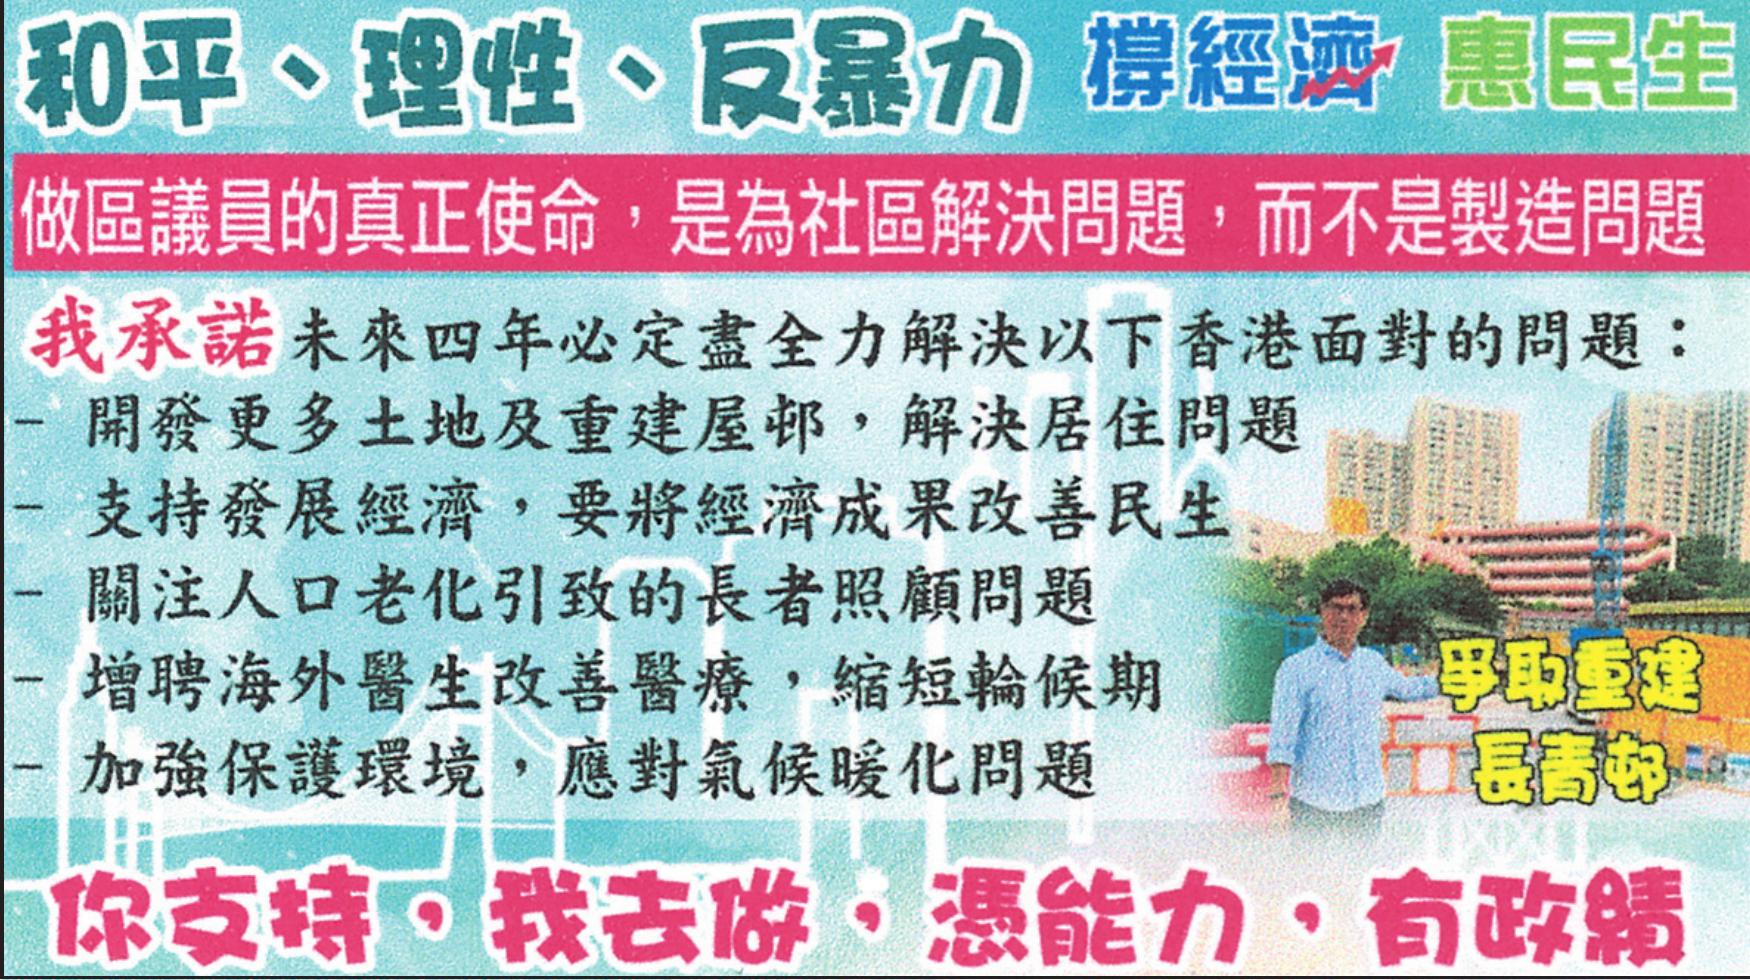 和平、理性、反暴力 撐經濟 惠民生
做區議員的真正使命，是為社區解決問題，而不是製造問題
我承諾未來四年必定盡全力解決以下香港面對的問題：
- 開發更多土地及重建屋邨，解決居住問題
- 支持發展經濟，要將經濟成果改善民生
- 關注人口老化引致的長者照顧問題
- 增聘海外醫生改善醫療，縮短輪候期
- 加強保護環境，應對氣候暖化問題
爭取重建
長青邨
你支持，我去做，憑能力，有政績